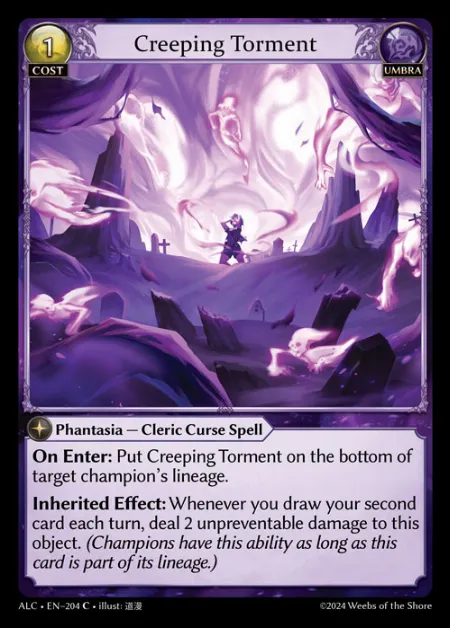 1
Creeping Torment
COST
UMBRA
Phantasia — Cleric Curse Spell
On Enter: Put Creeping Torment on the bottom of
target champion's lineage.
Inherited Effect: Whenever you draw your second
card each turn, deal 2 unpreventable damage to this
object. (Champions have this ability as long as this
card is part of its lineage.)
ALC • EN–204 C • illust: 道漫
©2024 Weebs of the Shore